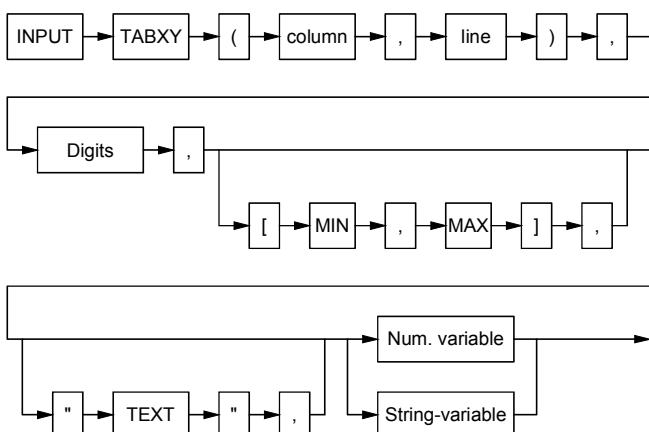 INPUT TABXY ( column , line ) ,
Digits ,
[ MIN , MAX ] ,
Num. variable
" TEXT " , String-variable